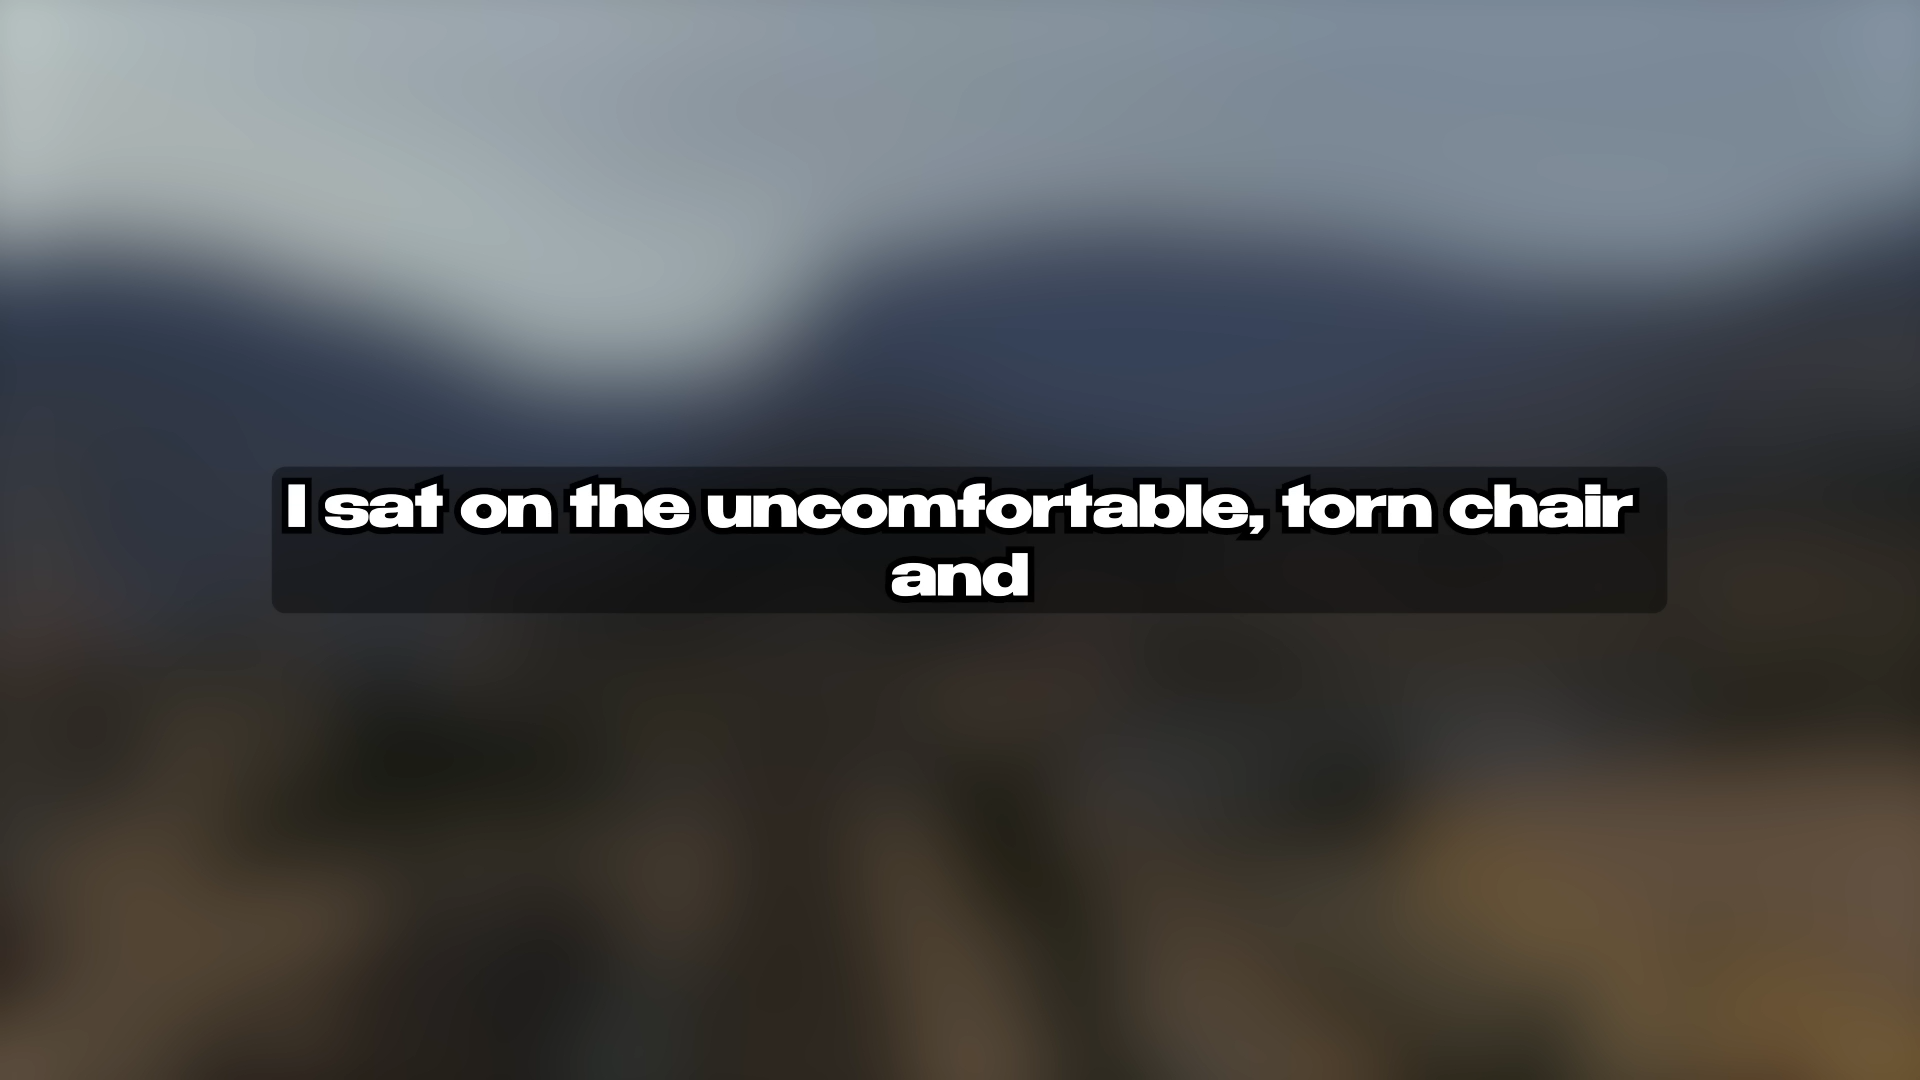 I sat on the uncomfortable, torn chair
and